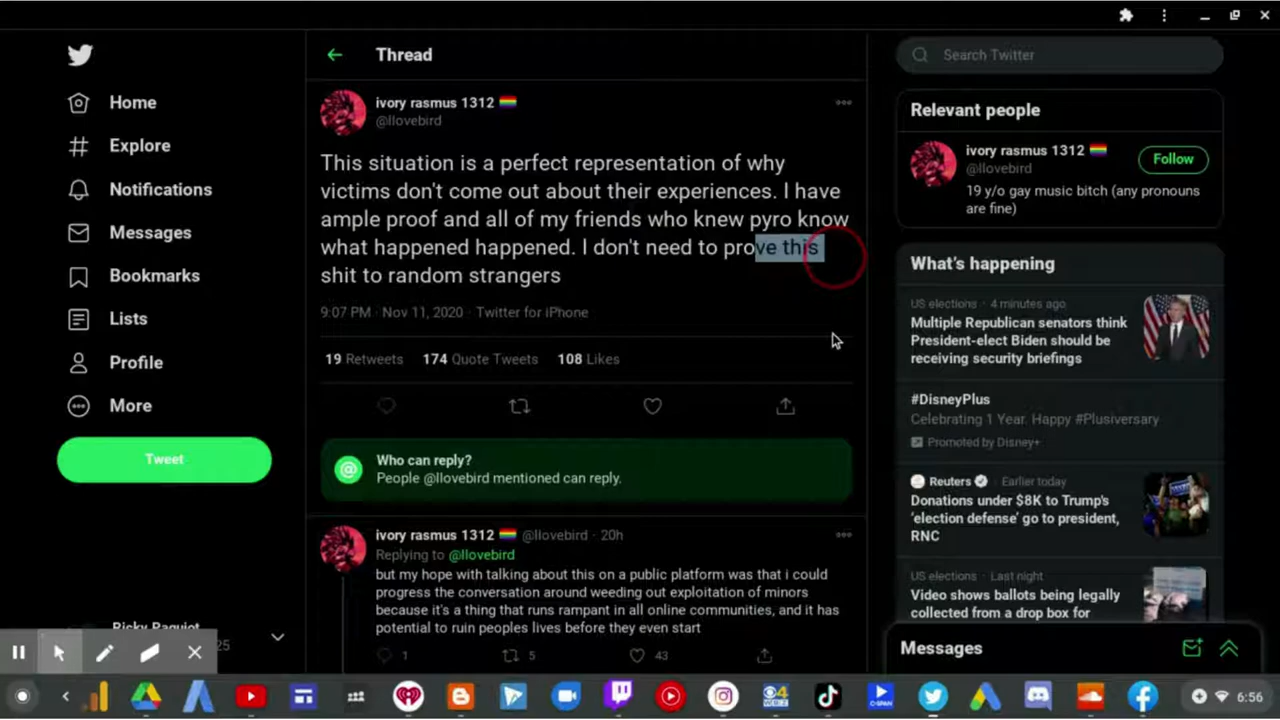 Thread
Search Twitter
Home
Explore
Notifications
Messages
Bookmarks
Lists
Profile
More
Tweet
ivory rasmus 1312
@llovebird
This situation is a perfect representation of why
victims don't come out about their experiences. I have
ample proof and all of my friends who knew pyro know
what happened happened. I don't need to prove this
shit to random strangers
9:07 PM · Nov 11, 2020 · Twitter for iPhone
19 Retweets 174 Quote Tweets 108 Likes
Who can reply?
People @llovebird mentioned can reply.
ivory rasmus 1312 @llovebird · 20h
Replying to @llovebird
but my hope with talking about this on a public platform was that i could
progress the conversation around weeding out exploitation of minors
because it's a thing that runs rampant in all online communities, and it has
potential to ruin peoples lives before they even start
1 5 43
Relevant people
ivory rasmus 1312
@llovebird
Follow
19 y/o gay music bitch (any pronouns
are fine)
What's happening
US elections · 4 minutes ago
Multiple Republican senators think
President-elect Biden should be
receiving security briefings
#DisneyPlus
Celebrating 1 Year. Happy #Plusiversary
Promoted by Disney+
Reuters · Earlier today
Donations under $8K to Trump's
'election defense' go to president,
RNC
US elections · Last night
Video shows ballots being legally
collected from a drop box for
Messages
25
6:56